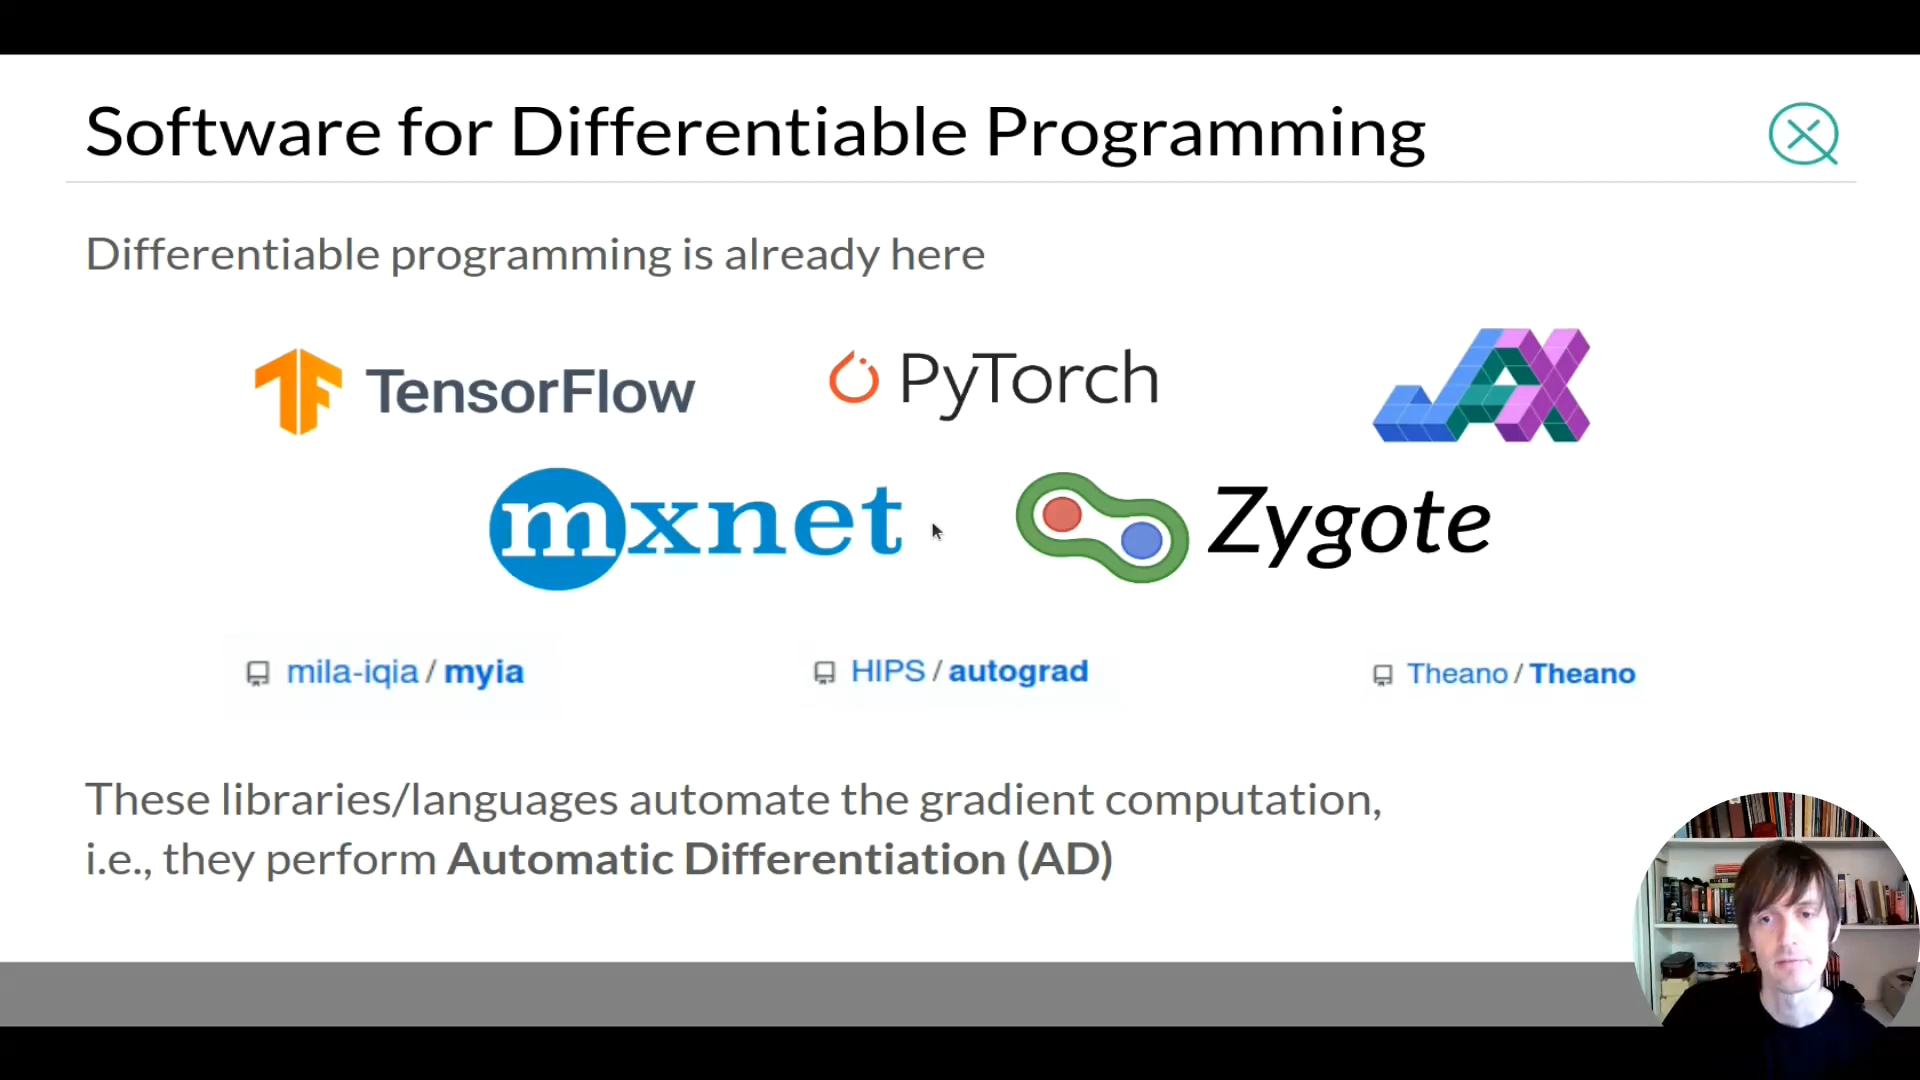 Software for Differentiable Programming
Differentiable programming is already here
TensorFlow
PyTorch
JAX
mxnet
Zygote
mila-iqia / myia
HIPS / autograd
Theano / Theano
These libraries/languages automate the gradient computation,
i.e., they perform Automatic Differentiation (AD)